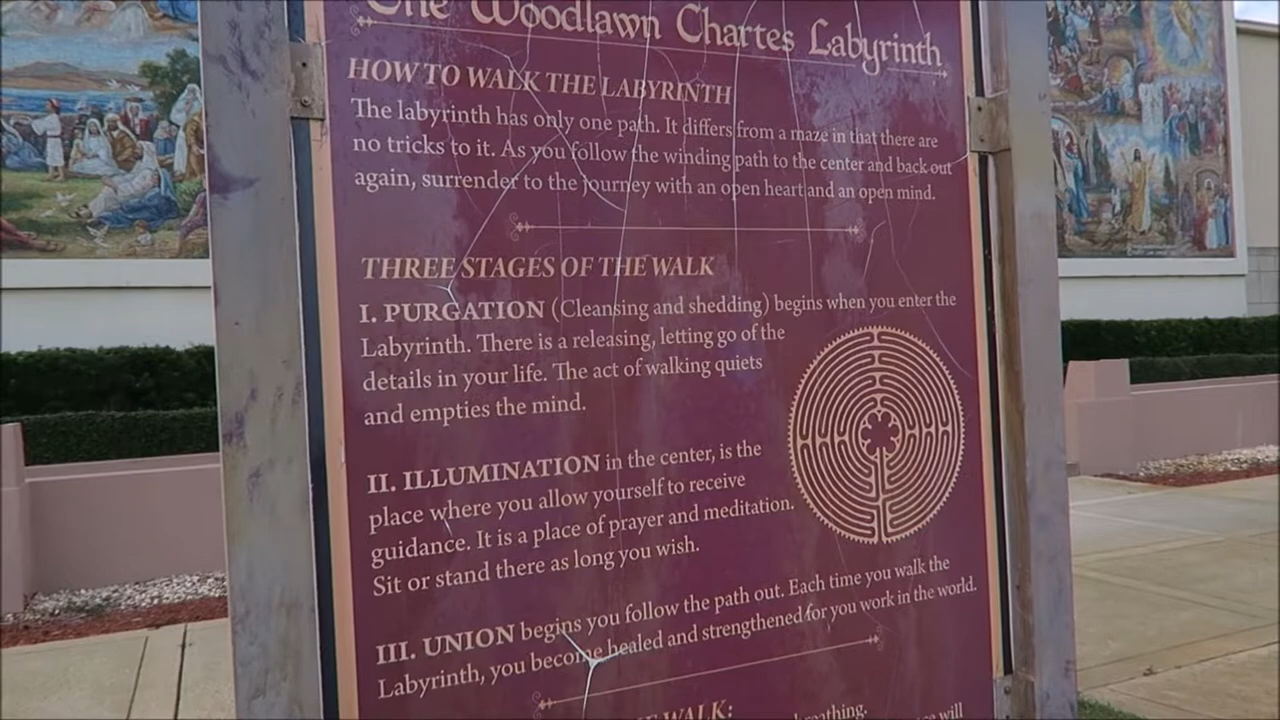 The Woodlawn Chartes Labyrinth
HOW TO WALK THE LABYRINTH
The labyrinth has only one path. It differs from a maze in that there are
no tricks to it. As you follow the winding path to the center and back out
again, surrender to the journey with an open heart and an open mind.
THREE STAGES OF THE WALK
I. PURGATION (Cleansing and shedding) begins when you enter the
Labyrinth. There is a releasing, letting go of the
details in your life. The act of walking quiets
and empties the mind.
II. ILLUMINATION in the center, is the
place where you allow yourself to receive
guidance. It is a place of prayer and meditation.
Sit or stand there as long you wish.
III. UNION begins you follow the path out. Each time you walk the
Labyrinth, you become healed and strengthened for you work in the world.
WALK:
breathing.
will